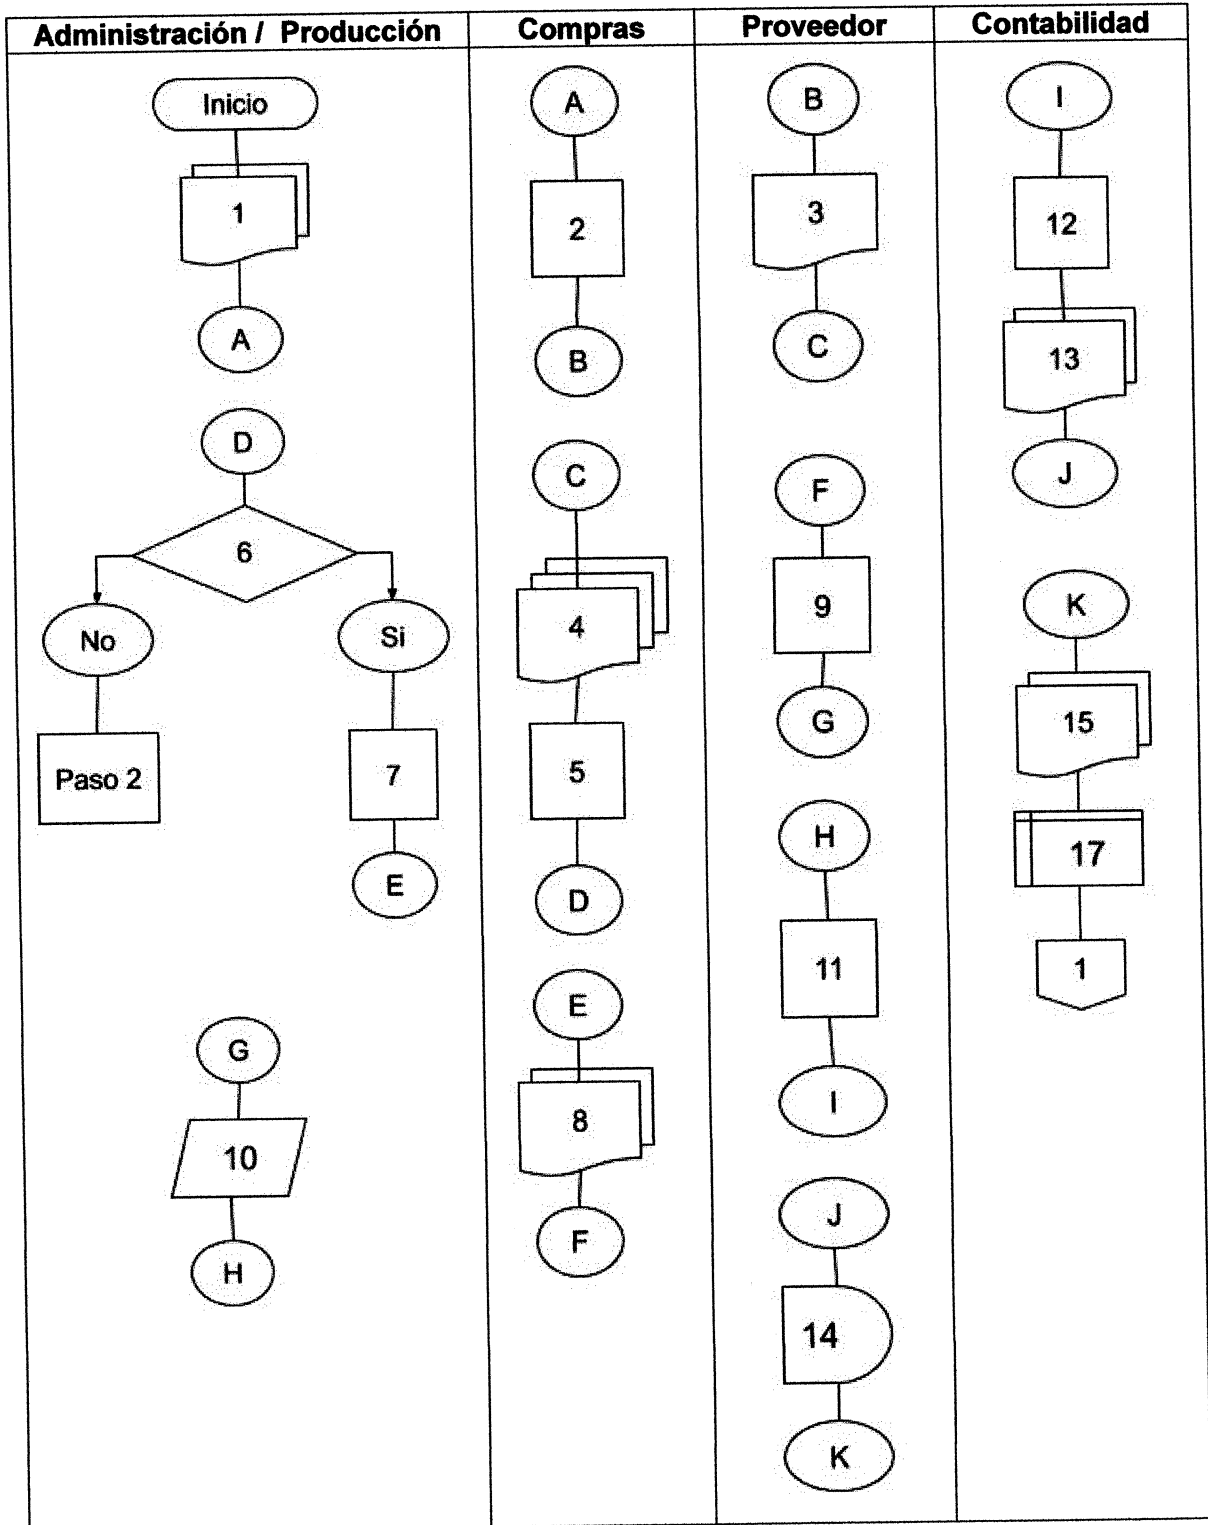 Administración / Producción
Compras
Proveedor
Contabilidad
Inicio
1
A
D
6
No
Si
Paso 2
7
E
G
10
H
A
2
B
C
4
5
D
E
8
F
B
3
C
F
9
G
H
11
I
J
14
K
I
12
13
J
K
15
17
1